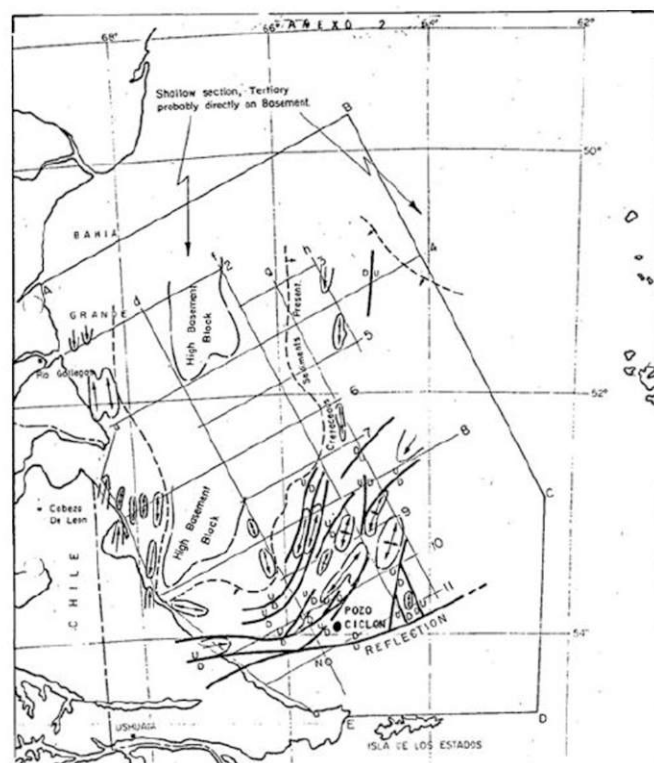 ANEXO 2
68°
66°
64°
62°
Shallow section, Tertiary
probably directly on Basement.
B
50°
BAHIA
A
GRANDE
f
2
g
h
3
4
d
D U
High Basement
Block
Sediments Present.
Cretaceous
5
Rio Gallegos
52°
6
7
8
Cabeza
De Leon
High Basement
Block
C
9
10
11
CHILE
POZO
CICLON
54°
NO REFLECTION
E
D
USHUAIA
ISLA DE LOS ESTADOS